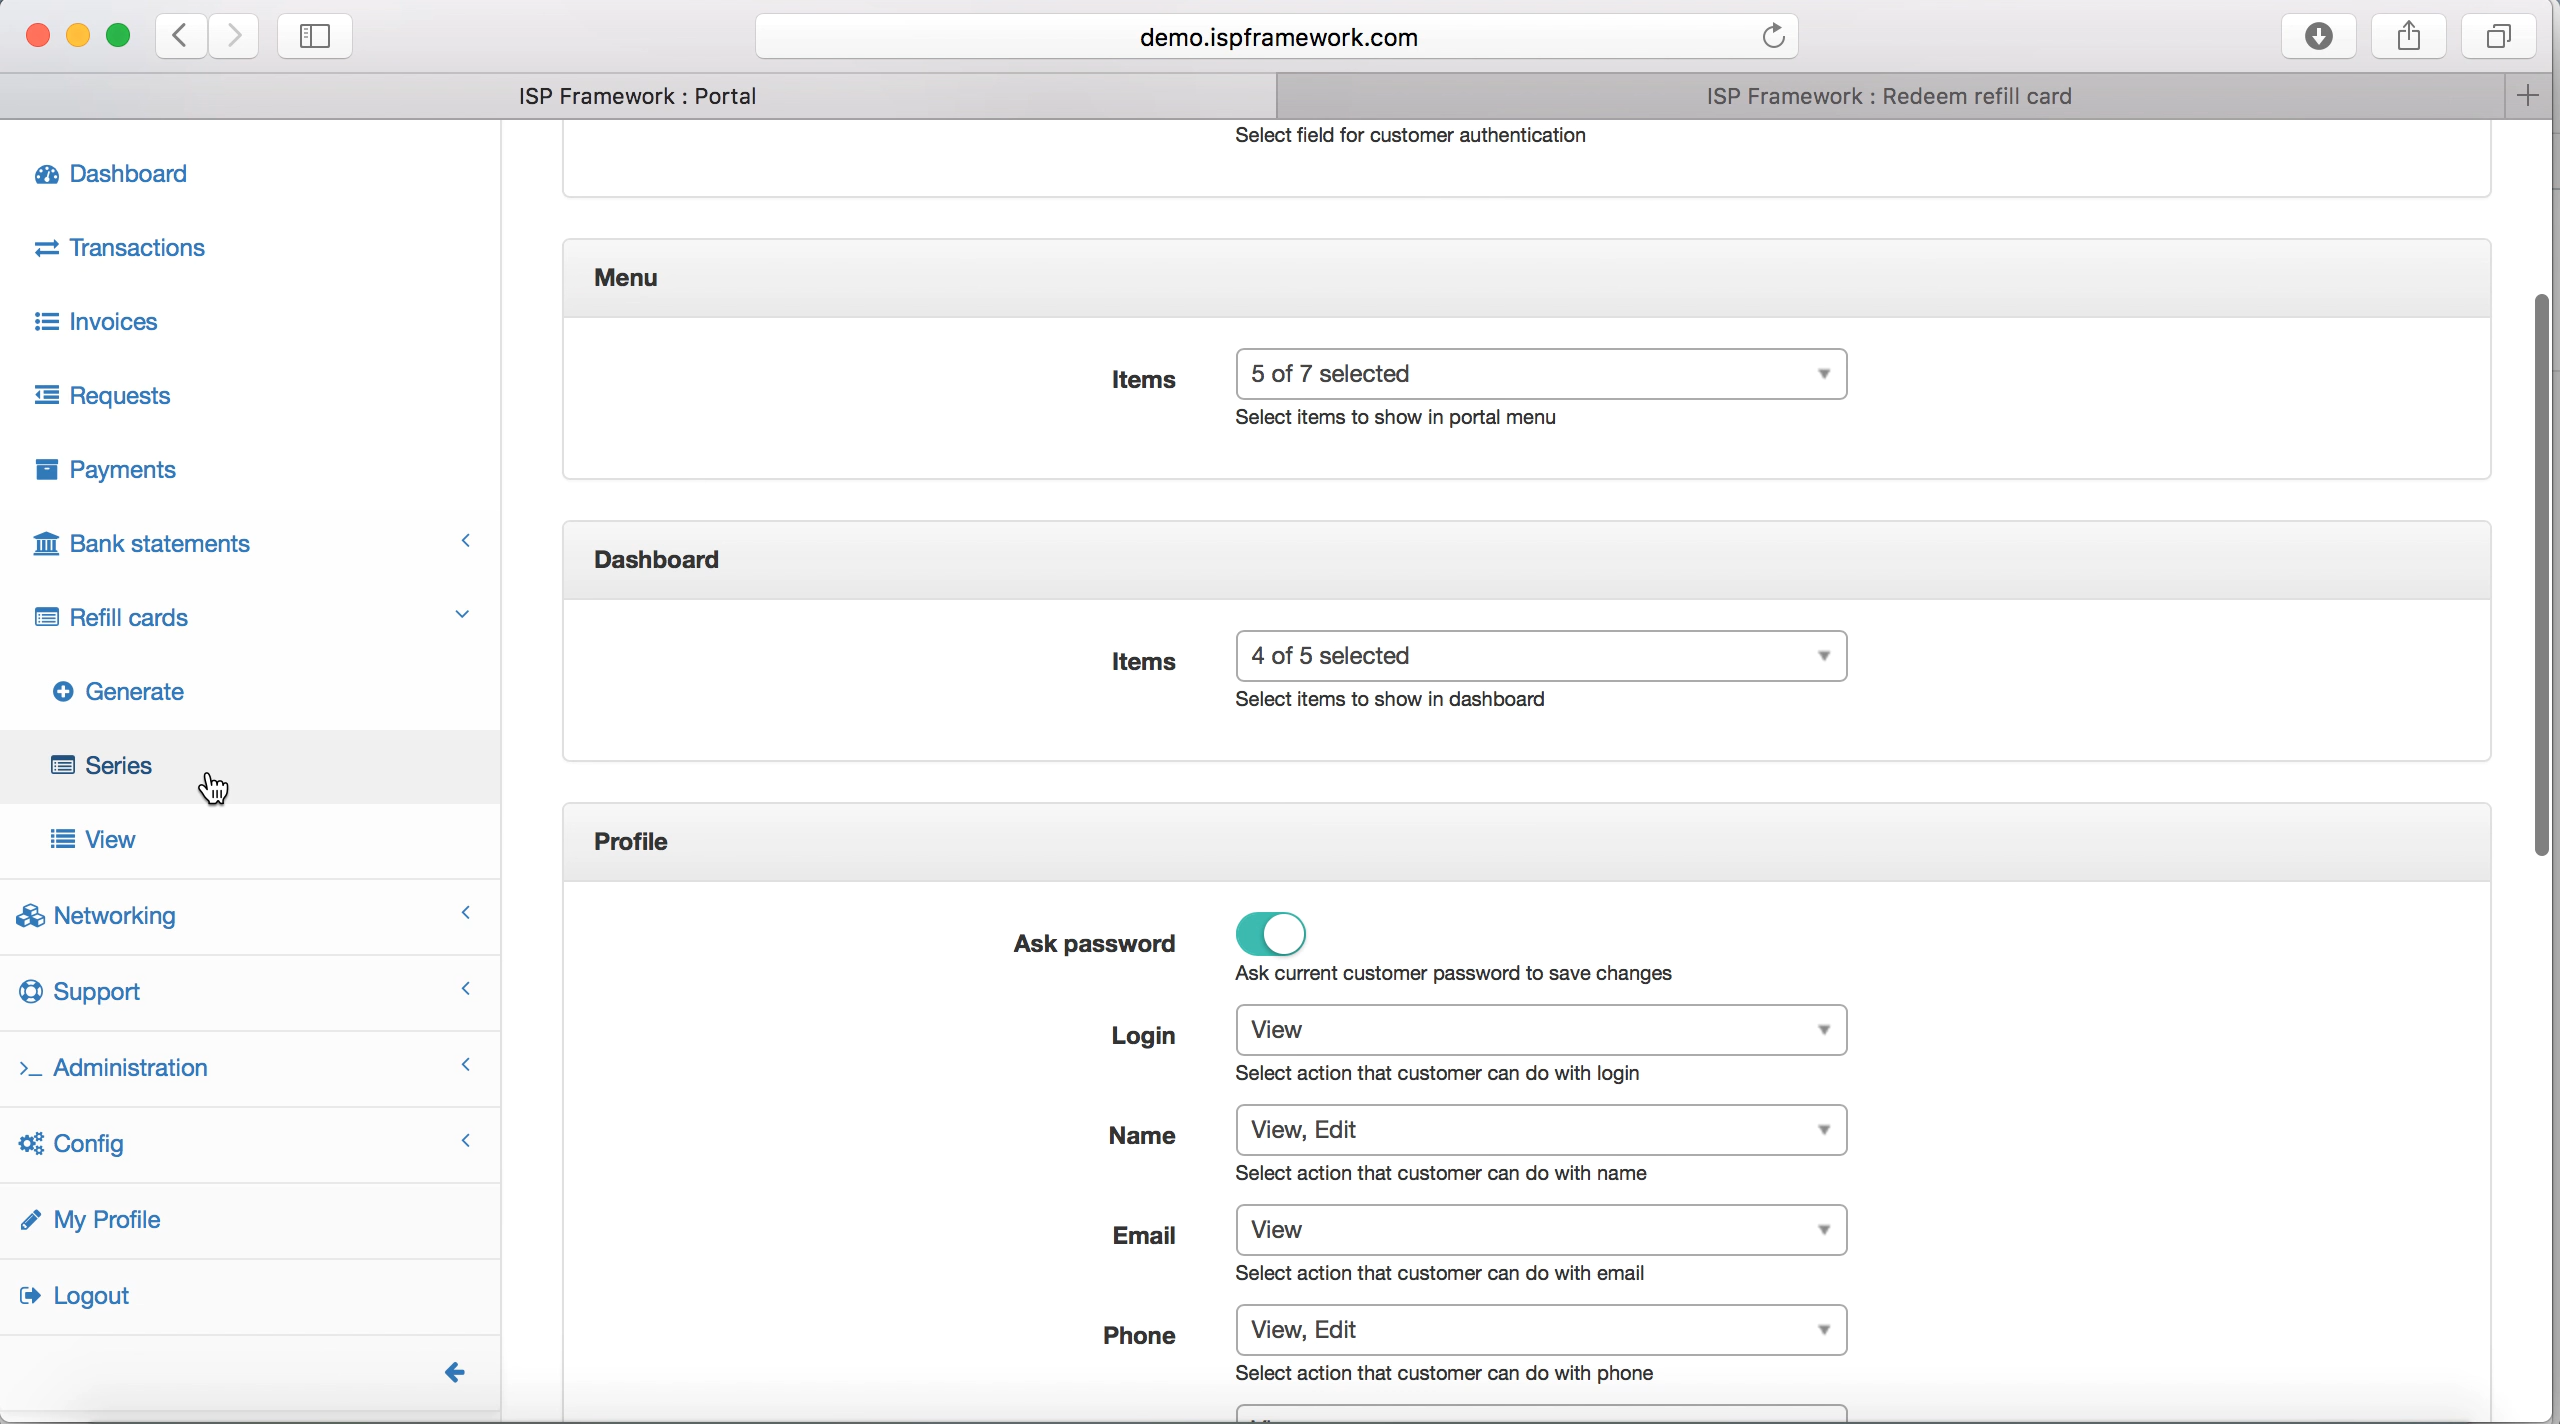 demo.ispframework.com
ISP Framework : Portal
ISP Framework : Redeem refill card
Dashboard
Transactions
Invoices
Requests
Payments
Bank statements
Refill cards
Generate
Series
View
Networking
Support
Administration
Config
My Profile
Logout
Select field for customer authentication
Menu
Items
5 of 7 selected
Select items to show in portal menu
Dashboard
Items
4 of 5 selected
Select items to show in dashboard
Profile
Ask password
Ask current customer password to save changes
Login
View
Select action that customer can do with login
Name
View, Edit
Select action that customer can do with name
Email
View
Select action that customer can do with email
Phone
View, Edit
Select action that customer can do with phone